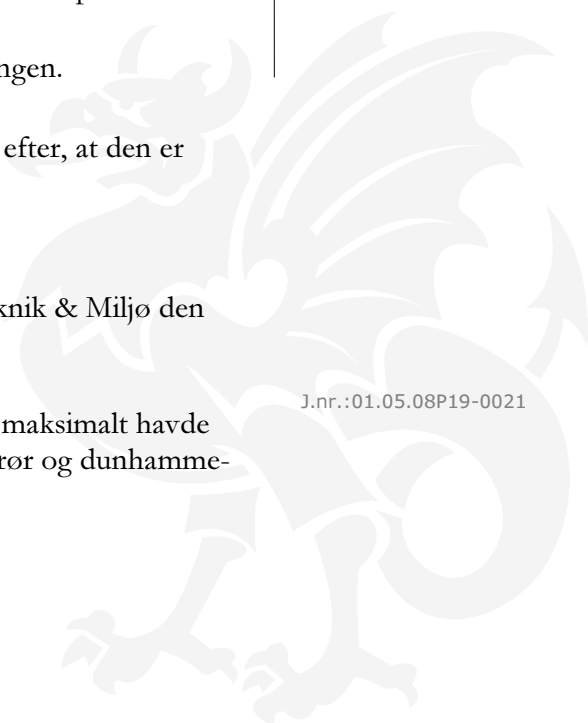 ngen.
efter, at den er
knik & Miljø den
J.nr.:01.05.08P19-0021
maksimalt havde
rør og dunhamme-